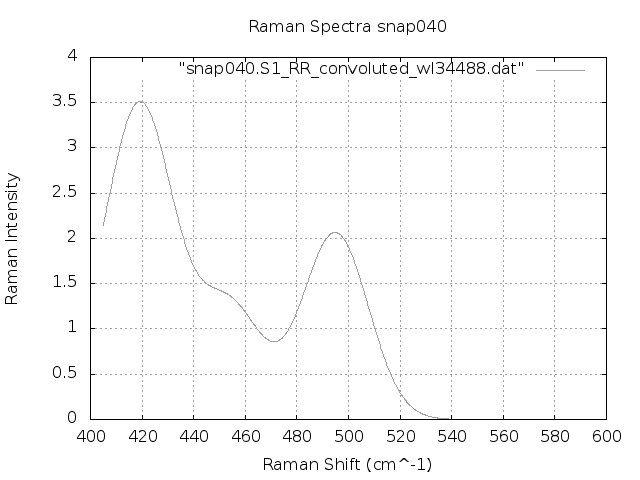 Raman Spectra snap040
"snap040.S1_RR_convoluted_wl34488.dat"
Raman Intensity
4
3.5
3
2.5
2
1.5
1
0.5
0
400 420 440 460 480 500 520 540 560 580 600
Raman Shift (cm^-1)